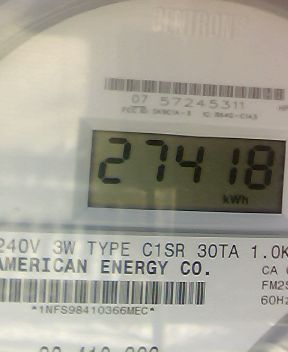 CENTRON®
07 57245311
27418
kWh
240V 3W TYPE C1SR 30TA 1.0K
AMERICAN ENERGY CO.
CA
FM2S
60Hz
*1NFS98410366MEC*